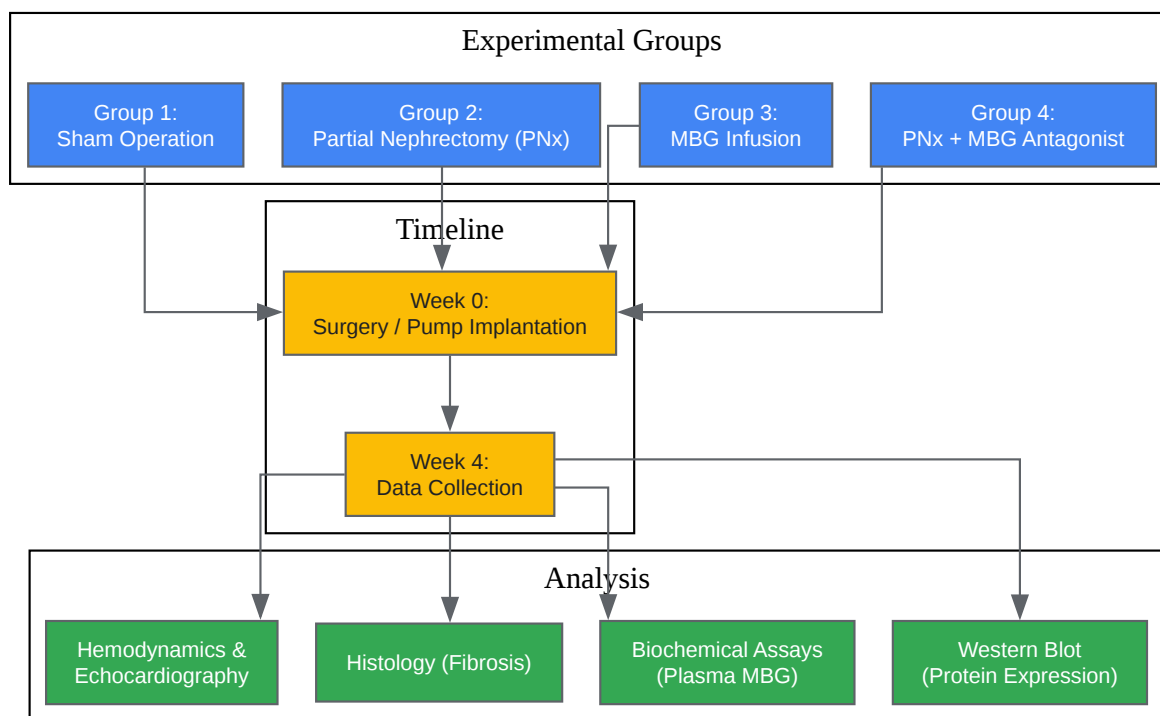 Experimental Groups
Group 1:
Sham Operation
Group 2:
Partial Nephrectomy (PNx)
Group 3:
MBG Infusion
Group 4:
PNx + MBG Antagonist
Timeline
Week 0:
Surgery / Pump Implantation
Week 4:
Data Collection
Analysis
Hemodynamics &
Echocardiography
Histology (Fibrosis)
Biochemical Assays
(Plasma MBG)
Western Blot
(Protein Expression)